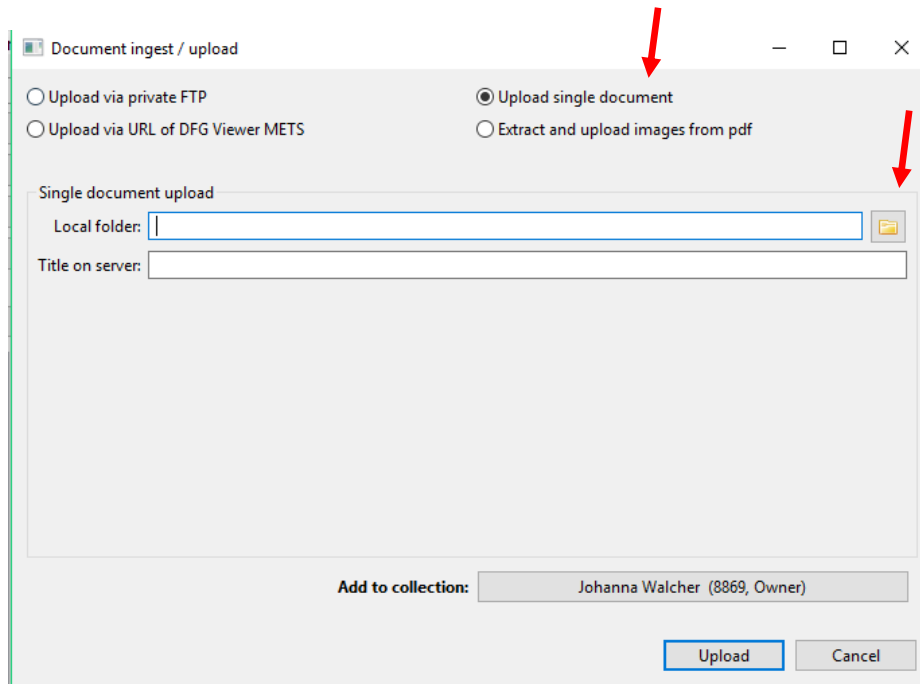 Document ingest / upload
Upload via private FTP
Upload single document
Upload via URL of DFG Viewer METS
Extract and upload images from pdf
Single document upload
Local folder:
Title on server:
Add to collection: Johanna Walcher (8869, Owner)
Upload Cancel